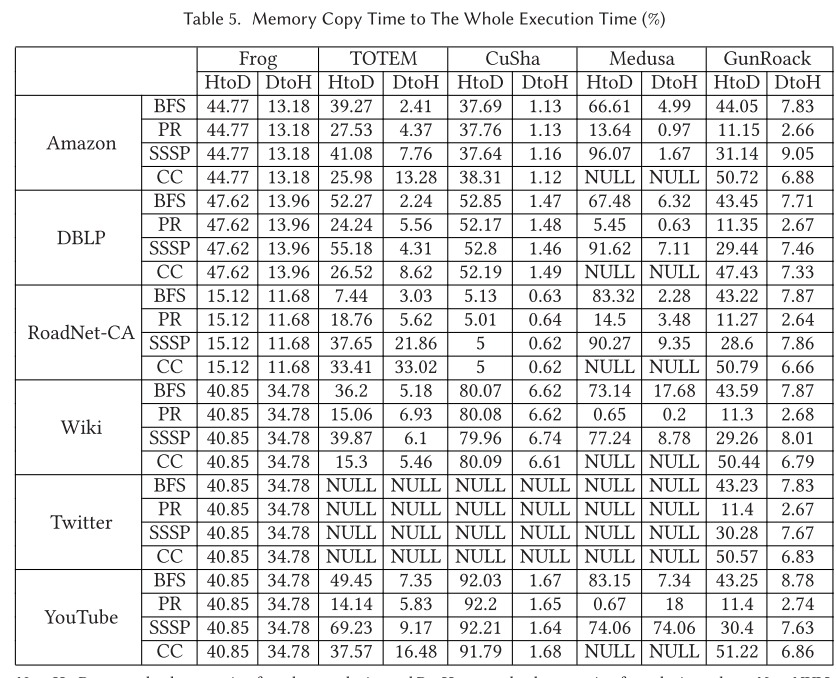 Table 5. Memory Copy Time to The Whole Execution Time (%)
Frog TOTEM CuSha Medusa GunRoack
HtoD DtoH HtoD DtoH HtoD DtoH HtoD DtoH HtoD DtoH
Amazon
BFS 44.77 13.18 39.27 2.41 37.69 1.13 66.61 4.99 44.05 7.83
PR 44.77 13.18 27.53 4.37 37.76 1.13 13.64 0.97 11.15 2.66
SSSP 44.77 13.18 41.08 7.76 37.64 1.16 96.07 1.67 31.14 9.05
CC 44.77 13.18 25.98 13.28 38.31 1.12 NULL NULL 50.72 6.88
DBLP
BFS 47.62 13.96 52.27 2.24 52.85 1.47 67.48 6.32 43.45 7.71
PR 47.62 13.96 24.24 5.56 52.17 1.48 5.45 0.63 11.35 2.67
SSSP 47.62 13.96 55.18 4.31 52.8 1.46 91.62 7.11 29.44 7.46
CC 47.62 13.96 26.52 8.62 52.19 1.49 NULL NULL 47.43 7.33
RoadNet-CA
BFS 15.12 11.68 7.44 3.03 5.13 0.63 83.32 2.28 43.22 7.87
PR 15.12 11.68 18.76 5.62 5.01 0.64 14.5 3.48 11.27 2.64
SSSP 15.12 11.68 37.65 21.86 5 0.62 90.27 9.35 28.6 7.86
CC 15.12 11.68 33.41 33.02 5 0.62 NULL NULL 50.79 6.66
Wiki
BFS 40.85 34.78 36.2 5.18 80.07 6.62 73.14 17.68 43.59 7.87
PR 40.85 34.78 15.06 6.93 80.08 6.62 0.65 0.2 11.3 2.68
SSSP 40.85 34.78 39.87 6.1 79.96 6.74 77.24 8.78 29.26 8.01
CC 40.85 34.78 15.3 5.46 80.09 6.61 NULL NULL 50.44 6.79
Twitter
BFS 40.85 34.78 NULL NULL NULL NULL NULL NULL 43.23 7.83
PR 40.85 34.78 NULL NULL NULL NULL NULL NULL 11.4 2.67
SSSP 40.85 34.78 NULL NULL NULL NULL NULL NULL 30.28 7.67
CC 40.85 34.78 NULL NULL NULL NULL NULL NULL 50.57 6.83
YouTube
BFS 40.85 34.78 49.45 7.35 92.03 1.67 83.15 7.34 43.25 8.78
PR 40.85 34.78 14.14 5.83 92.2 1.65 0.67 18 11.4 2.74
SSSP 40.85 34.78 69.23 9.17 92.21 1.64 74.06 74.06 30.4 7.63
CC 40.85 34.78 37.57 16.48 91.79 1.68 NULL NULL 51.22 6.86